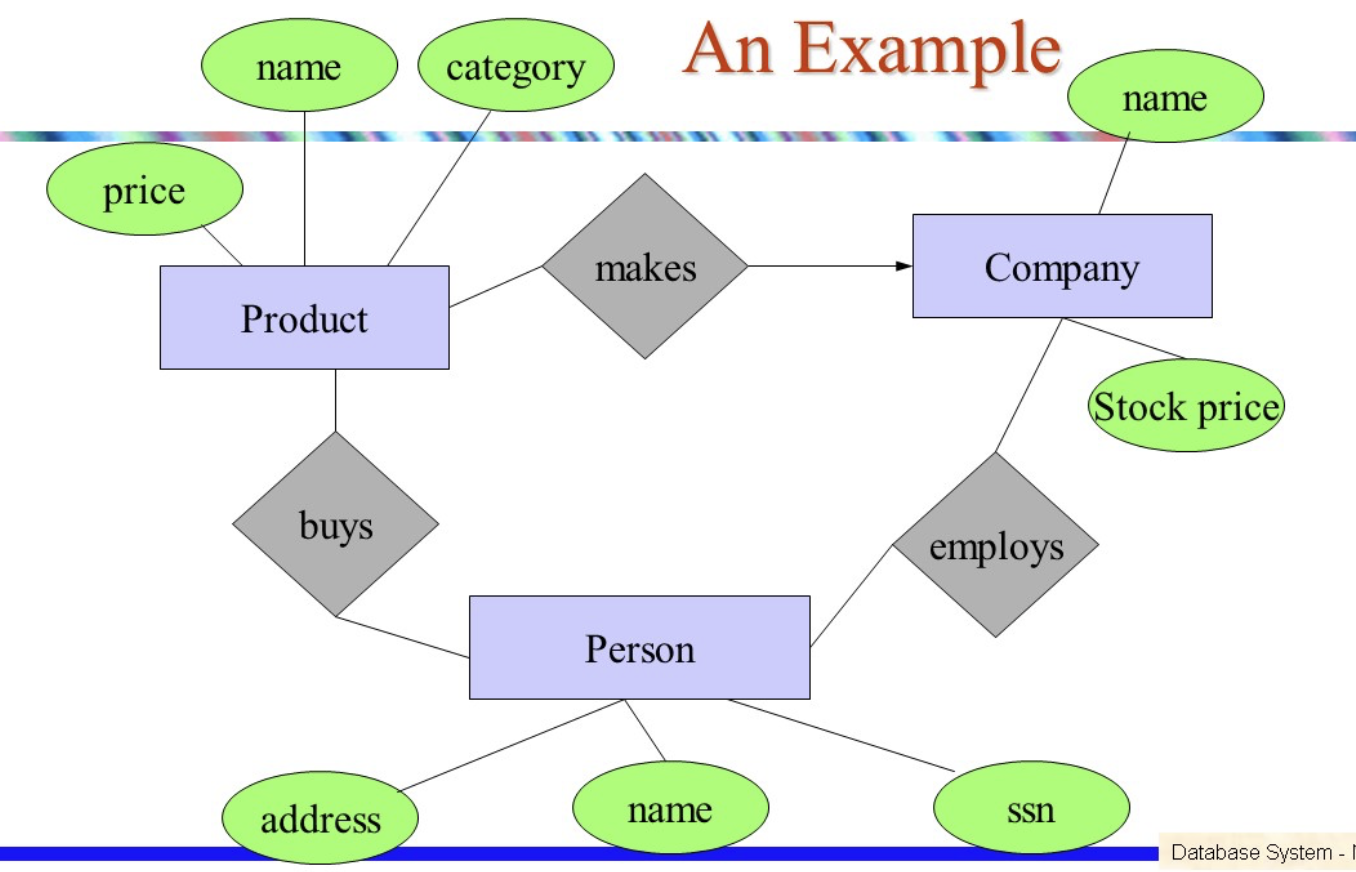 An Example
name
category
name
price
makes
Company
Product
Stock price
buys
employs
Person
address
name
ssn
Database System -